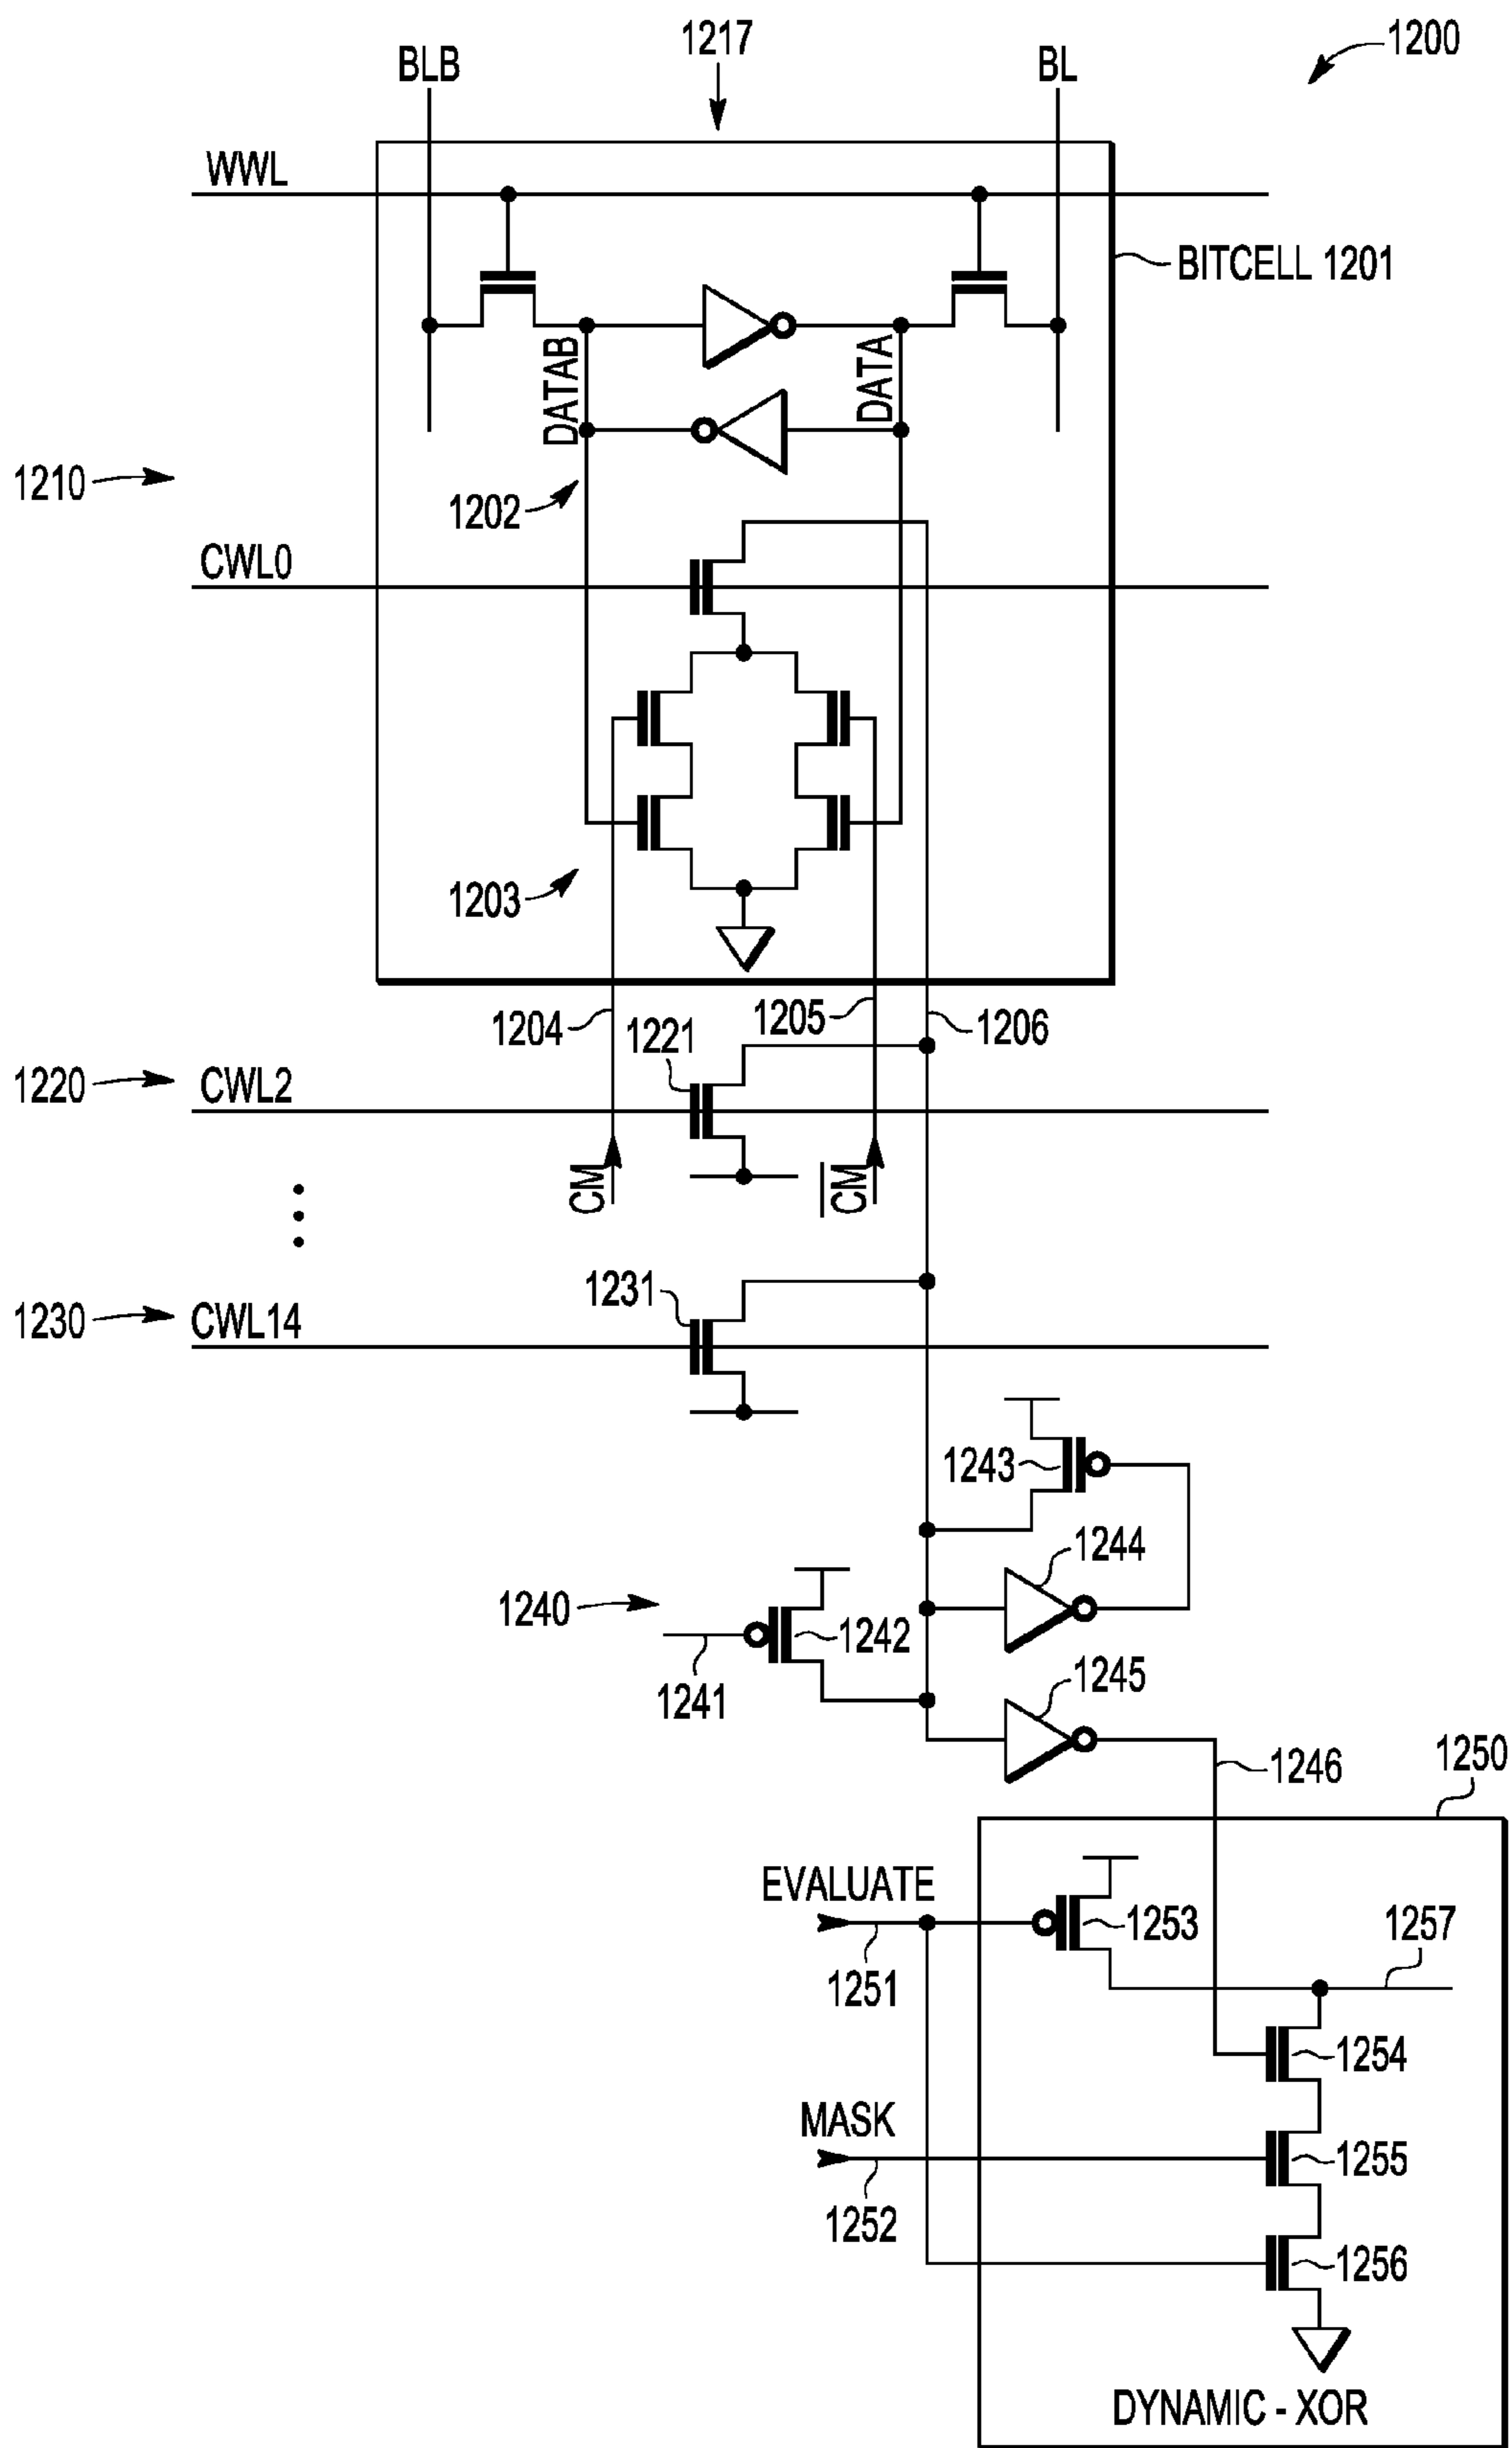 1217
1200
BLB
BL
WWL
BITCELL 1201
DATAB
DATA
1202
1210
CWL0
1203
1204
1221
1205
1206
1220
CWL2
CM
C̅M̅
1231
1230
CWL14
1243
1244
1240
1242
1241
1245
1246
1250
EVALUATE
1251
1253
1257
1254
MASK
1252
1255
1256
DYNAMIC - XOR